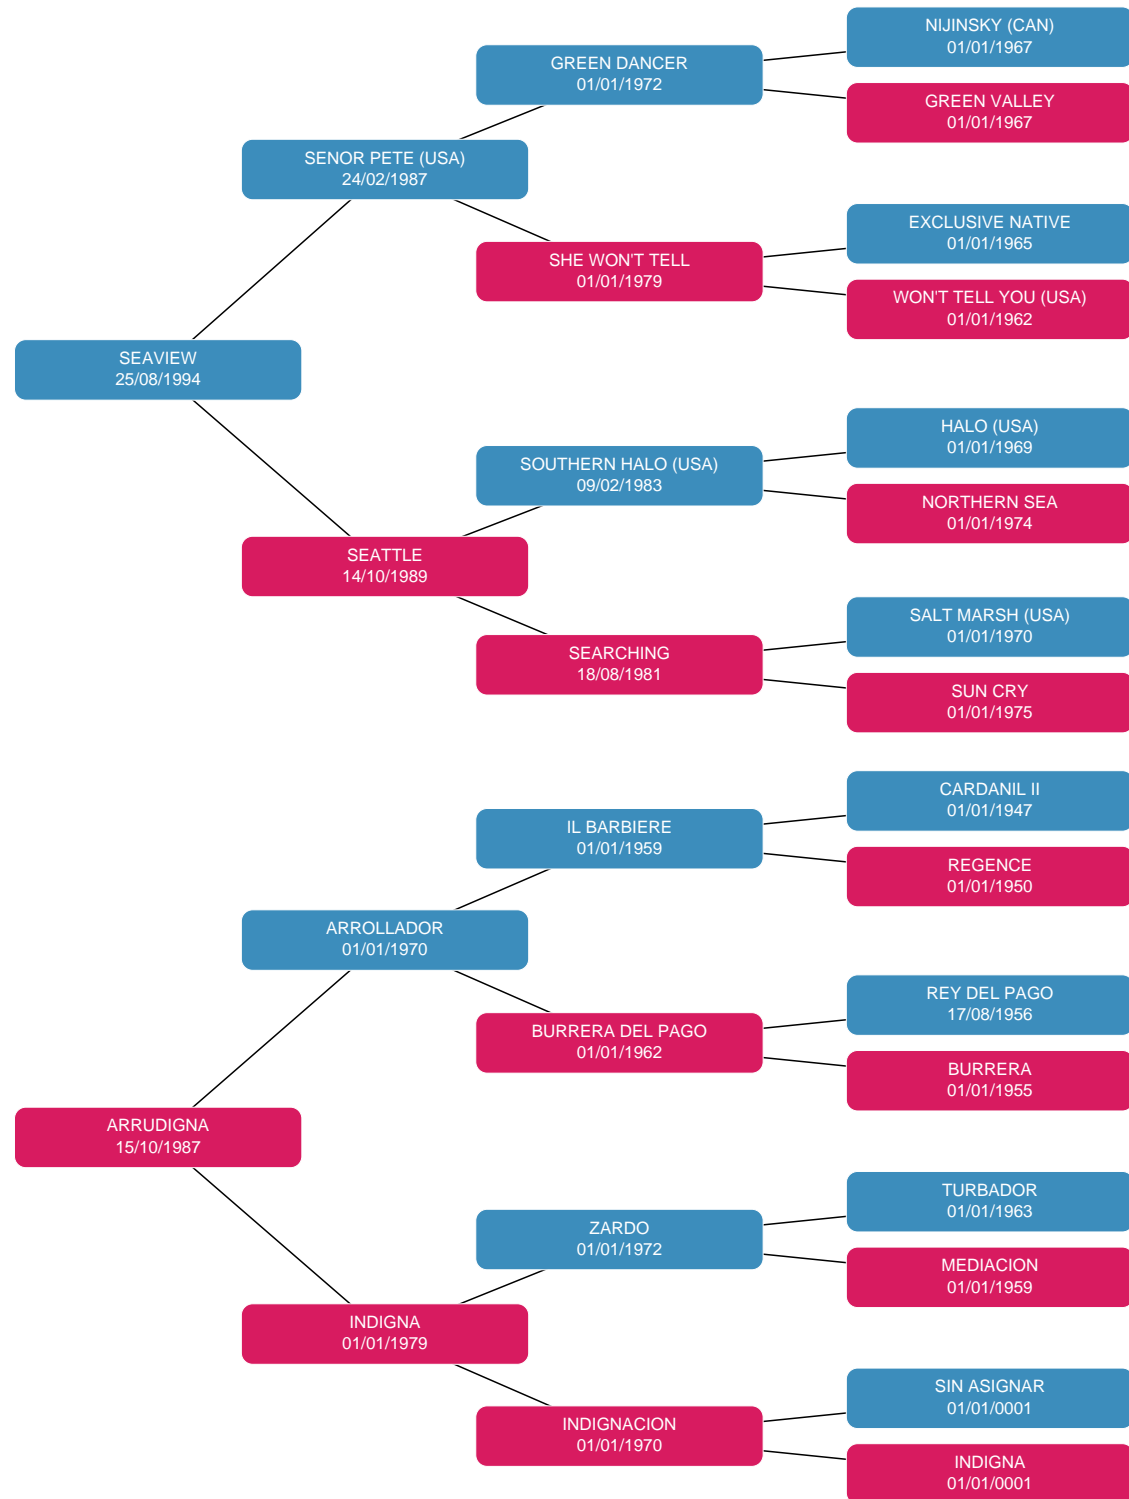 NIJINSKY (CAN)
01/01/1967
GREEN DANCER
01/01/1972
GREEN VALLEY
01/01/1967
SENOR PETE (USA)
24/02/1987
EXCLUSIVE NATIVE
01/01/1965
SHE WON'T TELL
01/01/1979
WON'T TELL YOU (USA)
01/01/1962
SEAVIEW
25/08/1994
HALO (USA)
01/01/1969
SOUTHERN HALO (USA)
09/02/1983
NORTHERN SEA
01/01/1974
SEATTLE
14/10/1989
SALT MARSH (USA)
01/01/1970
SEARCHING
18/08/1981
SUN CRY
01/01/1975
CARDANIL II
01/01/1947
IL BARBIERE
01/01/1959
REGENCE
01/01/1950
ARROLLADOR
01/01/1970
REY DEL PAGO
17/08/1956
BURRERA DEL PAGO
01/01/1962
BURRERA
01/01/1955
ARRUDIGNA
15/10/1987
TURBADOR
01/01/1963
ZARDO
01/01/1972
MEDIACION
01/01/1959
INDIGNA
01/01/1979
SIN ASIGNAR
01/01/0001
INDIGNACION
01/01/1970
INDIGNA
01/01/0001